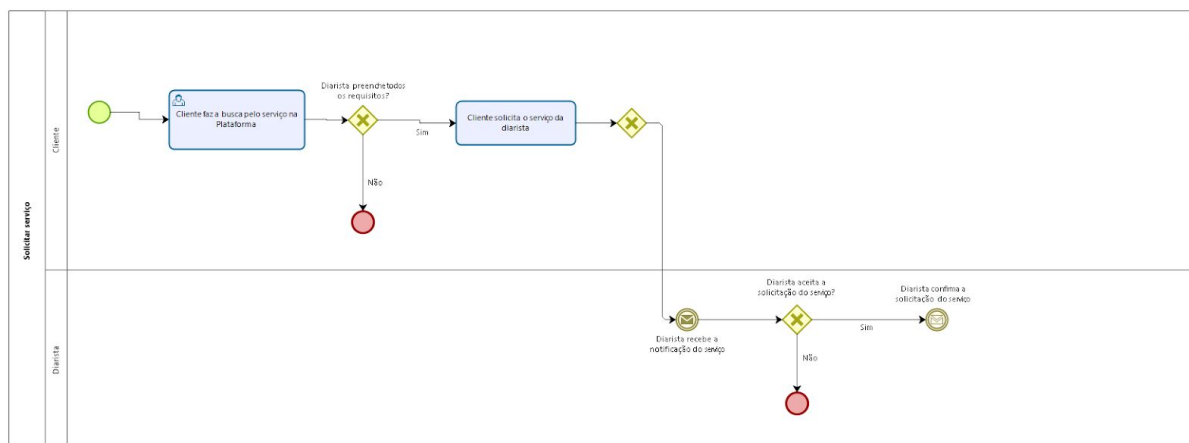 Solicitar serviço
Cliente
Cliente faz a busca pelo serviço na
Plataforma
Diarista preenchetodos
os requisitos?
Sim
Não
Cliente solicita o serviço da
diarista
Diarista
Diarista recebe a
notificação do serviço
Diarista aceita a
solicitação do serviço?
Sim
Não
Diarista confirma a
solicitação do serviço